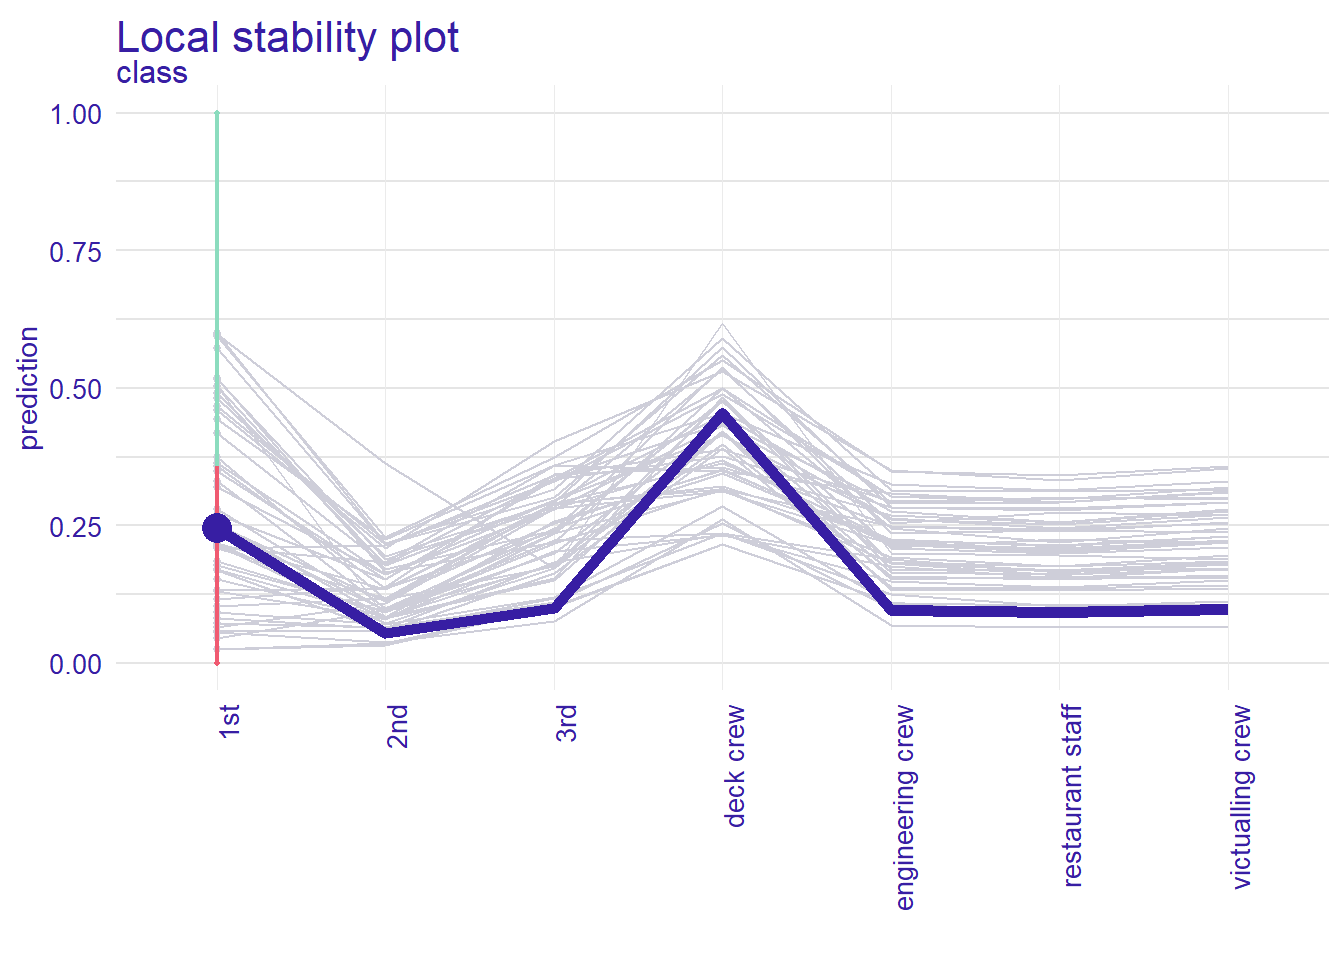 Local stability plot
class
1.00
0.75
0.50
0.25
0.00
prediction
1st
2nd
3rd
deck crew
engineering crew
restaurant staff
victualling crew